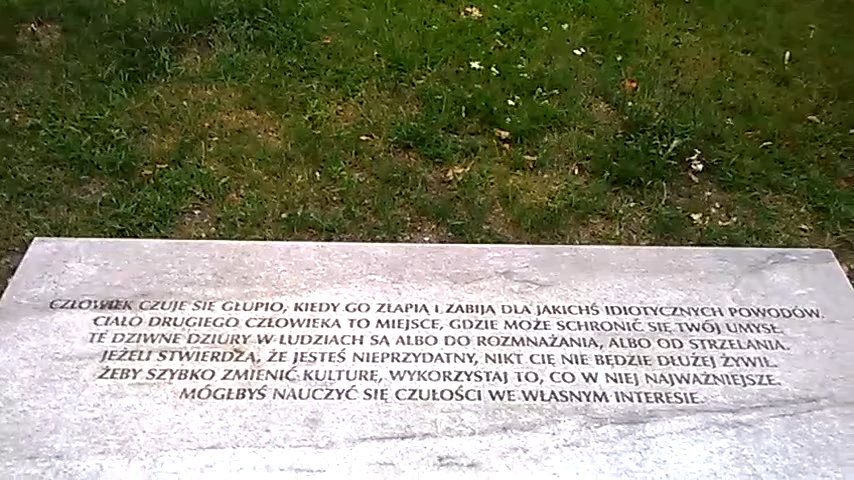 CZŁOWIEK CZUJE SIĘ GŁUPIO, KIEDY GO ZŁAPIĄ I ZABIJĄ DLA JAKICHŚ IDIOTYCZNYCH POWODÓW.
CIAŁO DRUGIEGO CZŁOWIEKA TO MIEJSCE, GDZIE MOŻE SCHRONIĆ SIĘ TWÓJ UMYSŁ.
TE DZIWNE DZIURY W LUDZIACH SĄ ALBO DO ROZMNAŻANIA, ALBO OD STRZELANIA.
JEŻELI STWIERDZĄ, ŻE JESTEŚ NIEPRZYDATNY, NIKT CIĘ NIE BĘDZIE DŁUŻEJ ŻYWIŁ.
ŻEBY SZYBKO ZMIENIĆ KULTURĘ, WYKORZYSTAJ TO, CO W NIEJ NAJWAŻNIEJSZE.
MÓGŁBYŚ NAUCZYĆ SIĘ CZUŁOŚCI WE WŁASNYM INTERESIE.